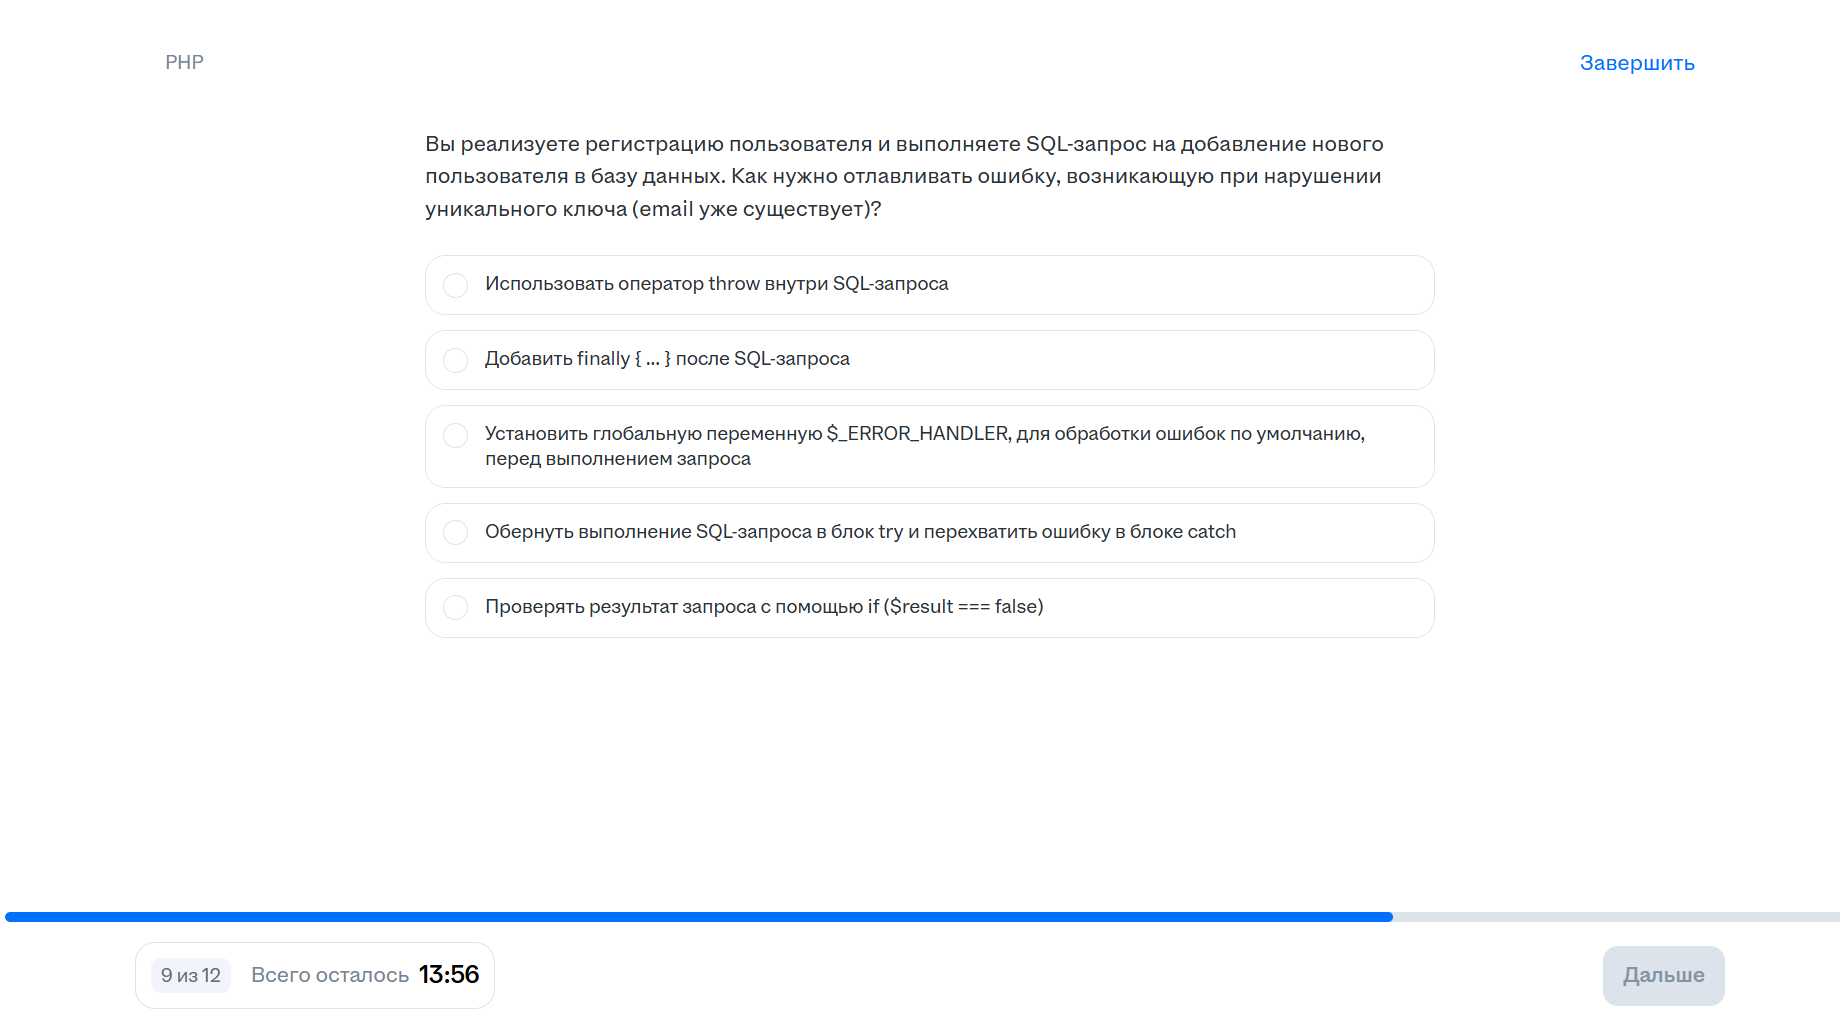 PHP
Завершить
Вы реализуете регистрацию пользователя и выполняете SQL-запрос на добавление нового
пользователя в базу данных. Как нужно отлавливать ошибку, возникающую при нарушении
уникального ключа (email уже существует)?
Использовать оператор throw внутри SQL-запроса
Добавить finally { ... } после SQL-запроса
Установить глобальную переменную $_ERROR_HANDLER, для обработки ошибок по умолчанию,
перед выполнением запроса
Обернуть выполнение SQL-запроса в блок try и перехватить ошибку в блоке catch
Проверять результат запроса с помощью if ($result === false)
9 из 12 Всего осталось 13:56
Дальше